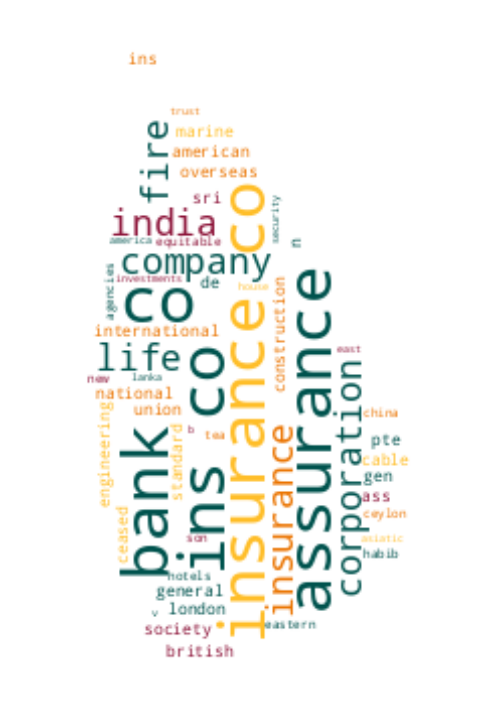 ins
trust
marine
fire
american
overseas
sri
insurance co
security
india
america
equitable
n
company
agencies
investments
de
house
co
assurance
construction
international
life
ins co
east
new
lanka
corporation
national
union
engineering
china
bank
standard
b
tea
insurance
pte
cable
gen
ass
ceased
ceylon
son
asiatic
habib
hotels
general
v
london
eastern
society
british